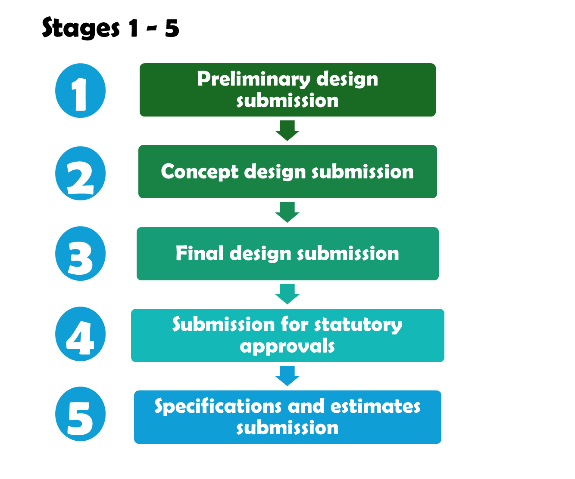 Stages 1 - 5
1
Preliminary design
submission
2
Concept design submission
3
Final design submission
4
Submission for statutory
approvals
5
Specifications and estimates
submission